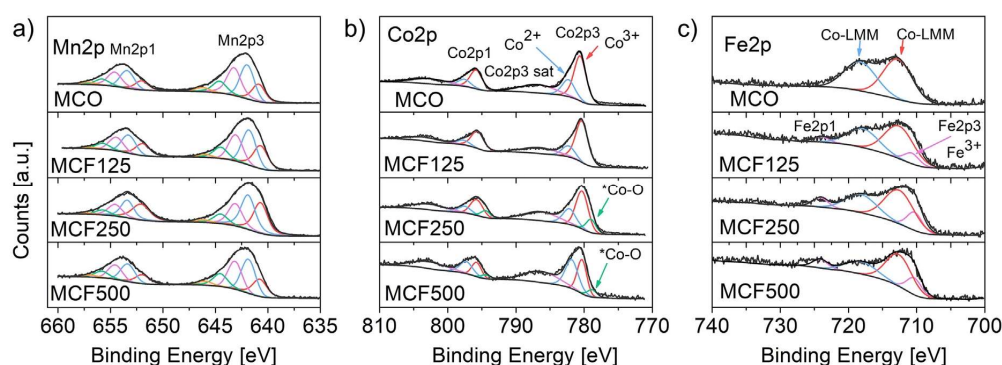 a)
Mn2p
Mn2p1
Mn2p3
MCO
MCF125
MCF250
MCF500
660 655 650 645 640 635
Binding Energy [eV]
Counts [a.u.]
b)
Co2p
Co2p1
Co2+
Co2p3
Co3+
Co2p3 sat
MCO
MCF125
*Co-O
MCF250
*Co-O
MCF500
810 800 790 780 770
Binding Energy [eV]
c)
Fe2p
Co-LMM
Co-LMM
MCO
Fe2p1
Fe2p3
Fe3+
MCF125
MCF250
MCF500
740 730 720 710 700
Binding Energy [eV]